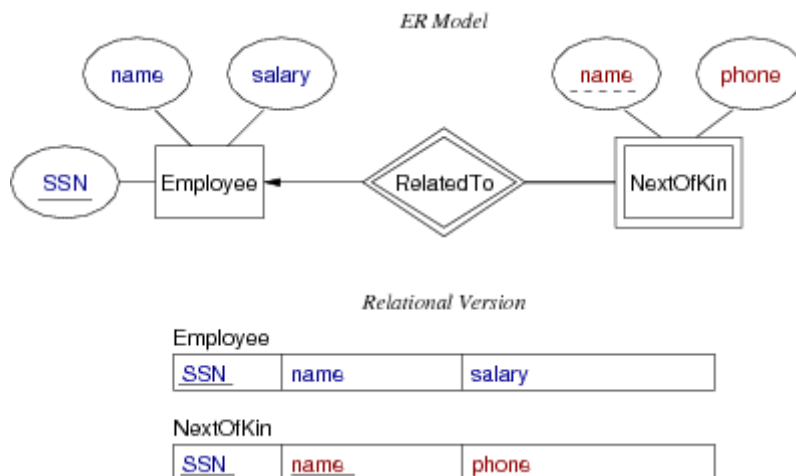 ER Model
name salary name phone
SSN Employee RelatedTo NextOfKin
Relational Version
Employee
SSN name salary
NextOfKin
SSN name phone